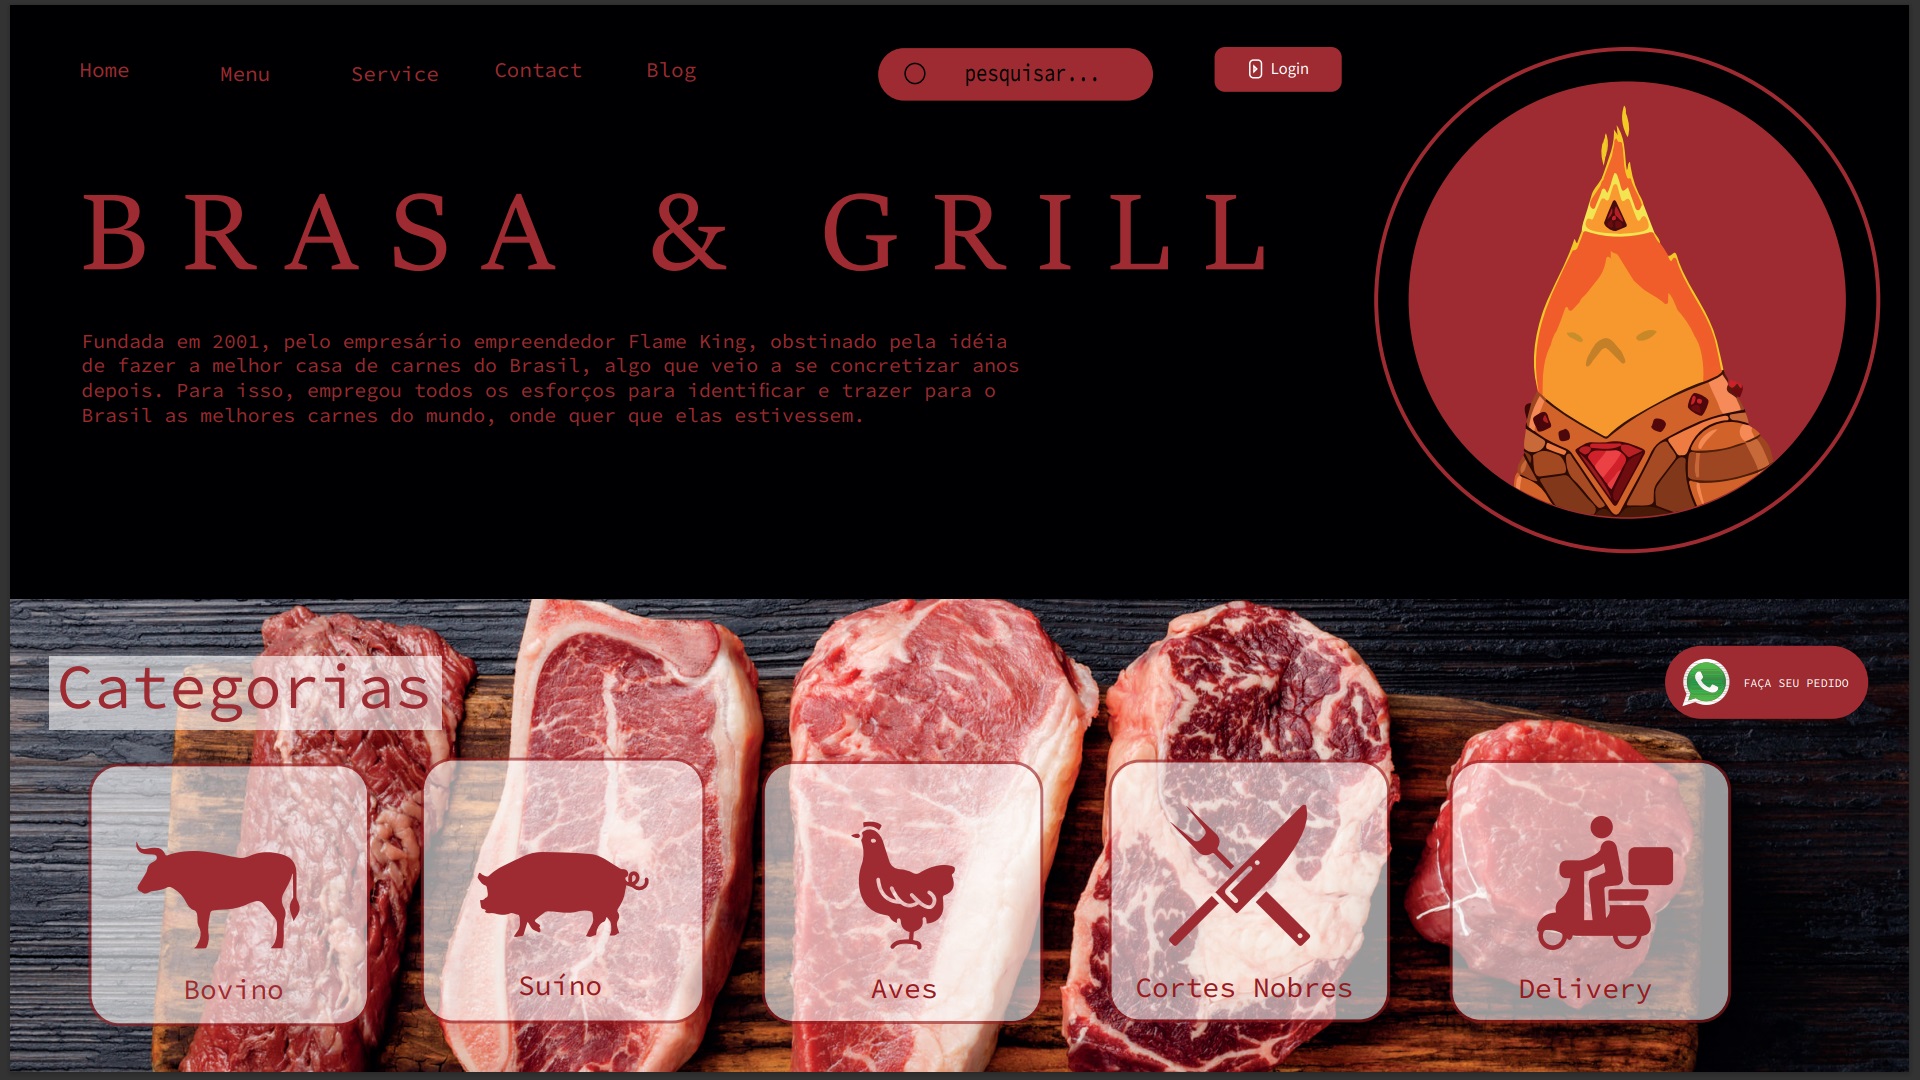 Home Menu Service Contact Blog pesquisar... Login
BRASA & GRILL
Fundada em 2001, pelo empresário empreendedor Flame King, obstinado pela idéia
de fazer a melhor casa de carnes do Brasil, algo que veio a se concretizar anos
depois. Para isso, empregou todos os esforços para identificar e trazer para o
Brasil as melhores carnes do mundo, onde quer que elas estivessem.
Categorias
FAÇA SEU PEDIDO
Bovino Suíno Aves Cortes Nobres Delivery